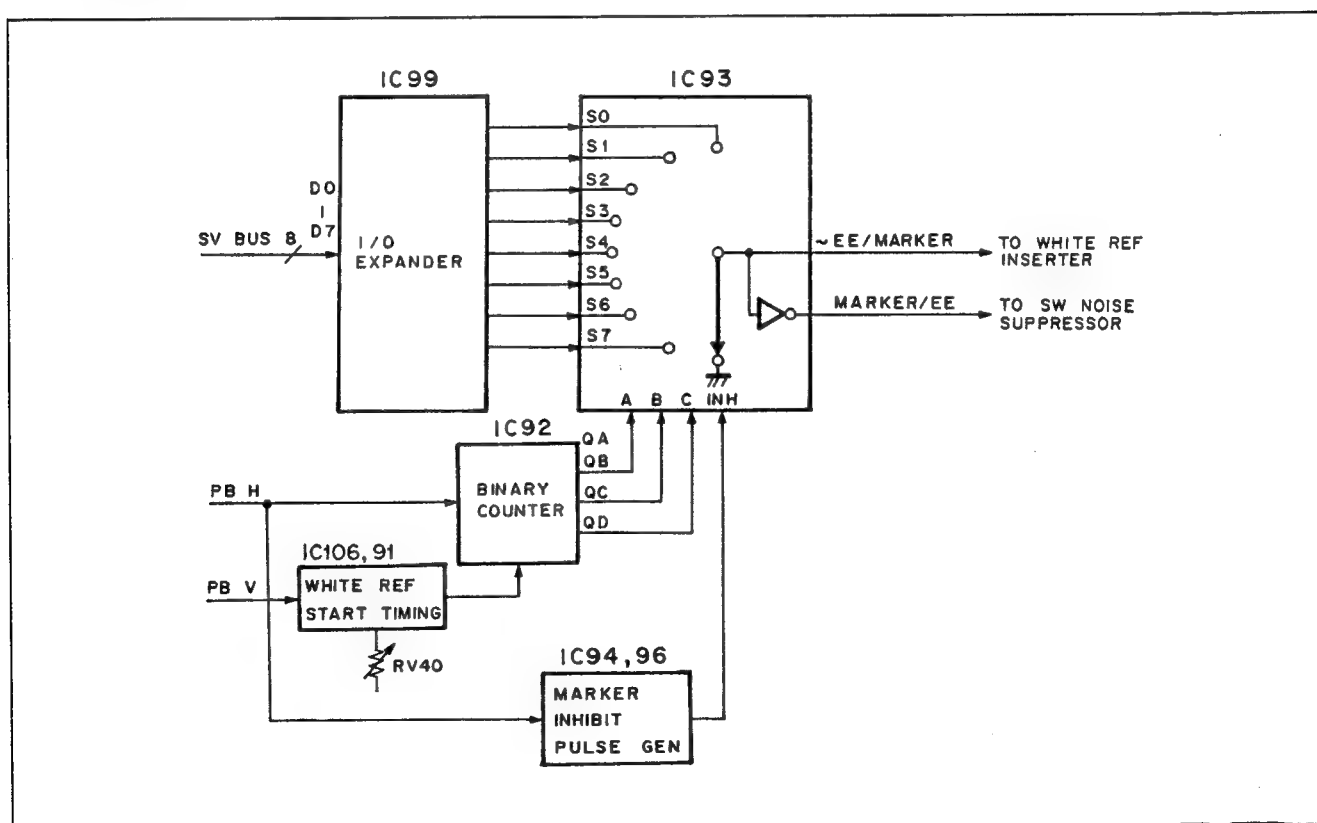 IC99
IC93
S0
S1
S2
S3
S4
S5
S6
S7
D0
|
D7
SV BUS 8
I/O
EXPANDER
~EE/MARKER
TO WHITE REF
INSERTER
MARKER/EE
TO SW NOISE
SUPPRESSOR
A B C INH
IC92
QA
QB
QC
QD
BINARY
COUNTER
PB H
IC106,91
PB V
WHITE REF
START TIMING
RV40
IC94,96
MARKER
INHIBIT
PULSE GEN